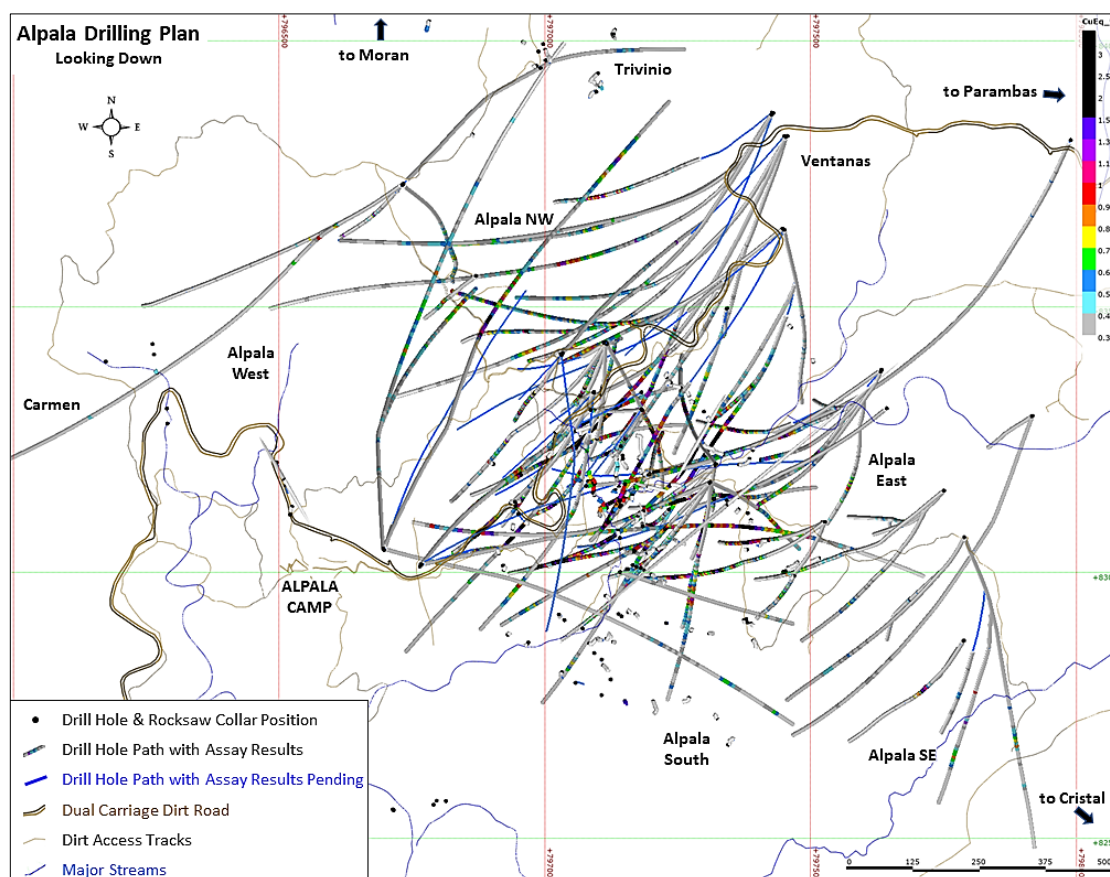 Alpala Drilling Plan
Looking Down
to Moran
Trivinio
to Parambas
Ventanas
N
W E
S
Alpala NW
Alpala
West
Carmen
Alpala
East
ALPALA
CAMP
Alpala
South
Alpala SE
to Cristal
+796500
+797000
+797500
CuEq_
3
2
1.5
1.3
1.1
1
0.9
0.8
0.7
0.6
0.5
0.4
0.3
Drill Hole & Rocksaw Collar Position
Drill Hole Path with Assay Results
Drill Hole Path with Assay Results Pending
Dual Carriage Dirt Road
Dirt Access Tracks
Major Streams
0 125 250 375 500